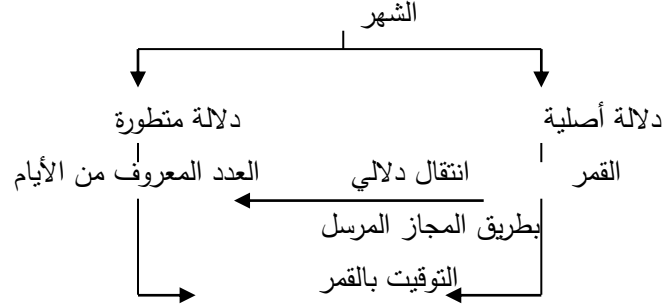 الشهر
دلالة أصلية
دلالة متطورة
القمر
انتقال دلالي
العدد المعروف من الأيام
بطريق المجاز المرسل
التوقيت بالقمر